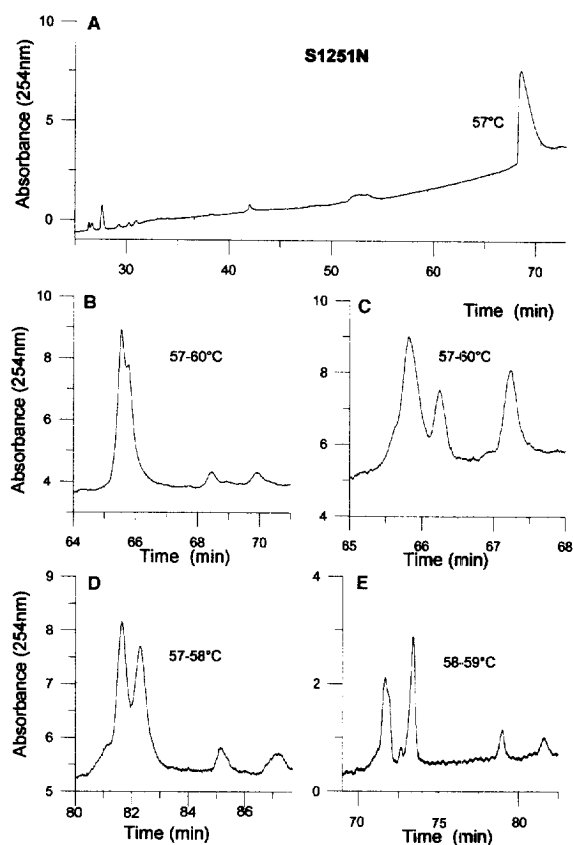 A
S1251N
57°C
Absorbance (254nm)
10
5
0
30 40 50 60 70
Time (min)
B
57-60°C
Absorbance (254nm)
10
8
6
4
64 66 68 70
Time (min)
C
57-60°C
10
8
6
4
65 66 67 68
Time (min)
D
57-58°C
Absorbance (254nm)
9
8
7
6
5
80 82 84 86
Time (min)
E
58-59°C
4
2
0
70 75 80
Time (min)